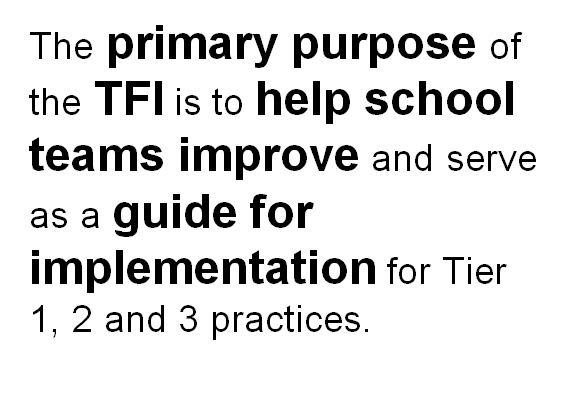 The primary purpose of
the TFI is to help school
teams improve and serve
as a guide for
implementation for Tier
1, 2 and 3 practices.